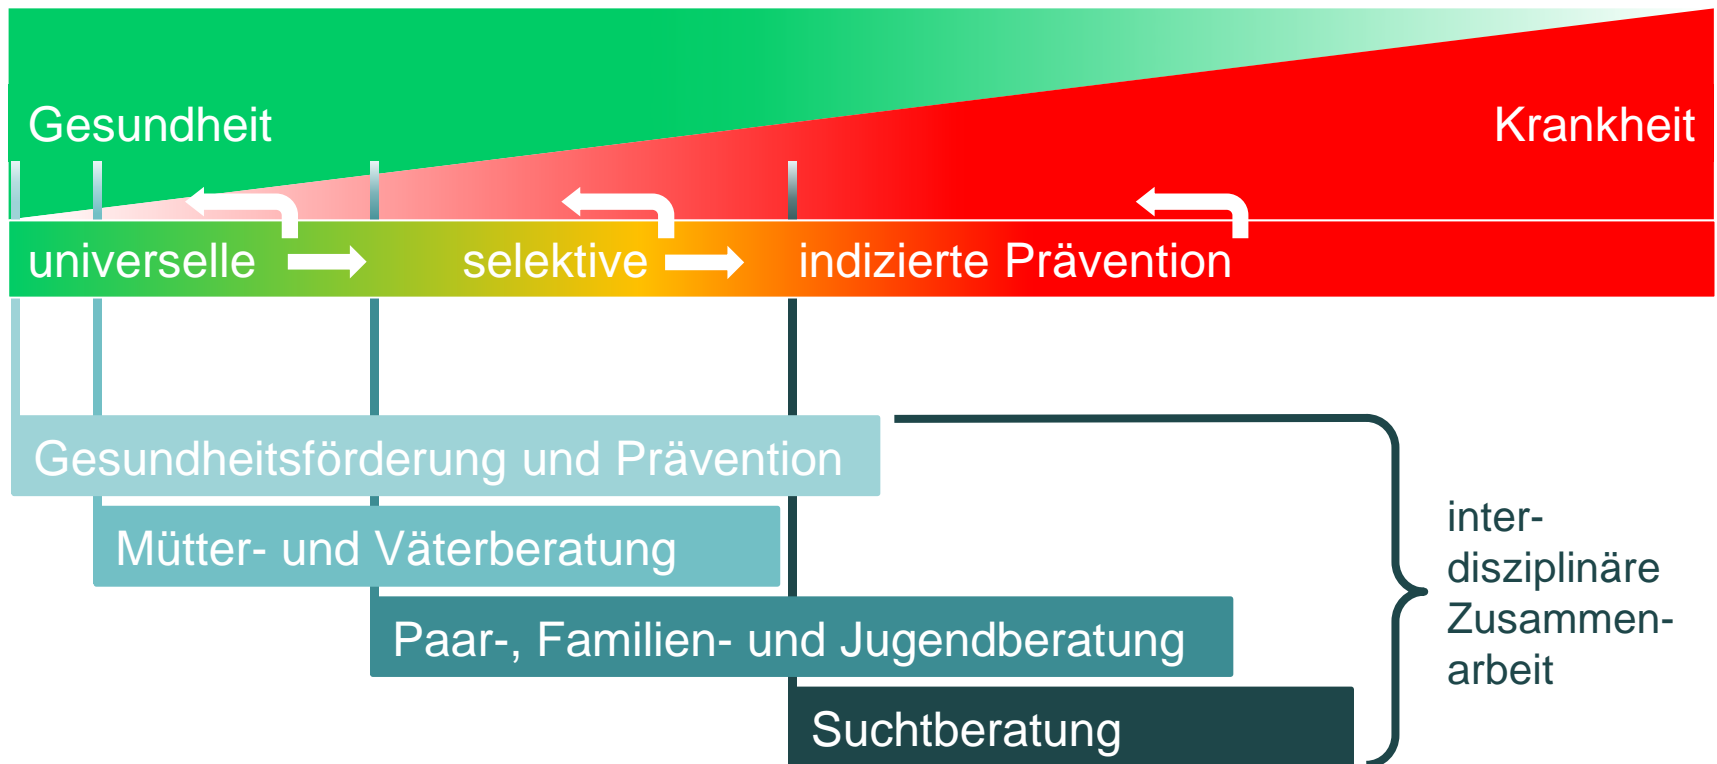 Gesundheit
Krankheit
universelle
selektive
indizierte Prävention
Gesundheitsförderung und Prävention
Mütter- und Väterberatung
Paar-, Familien- und Jugendberatung
Suchtberatung
inter-
disziplinäre
Zusammen-
arbeit